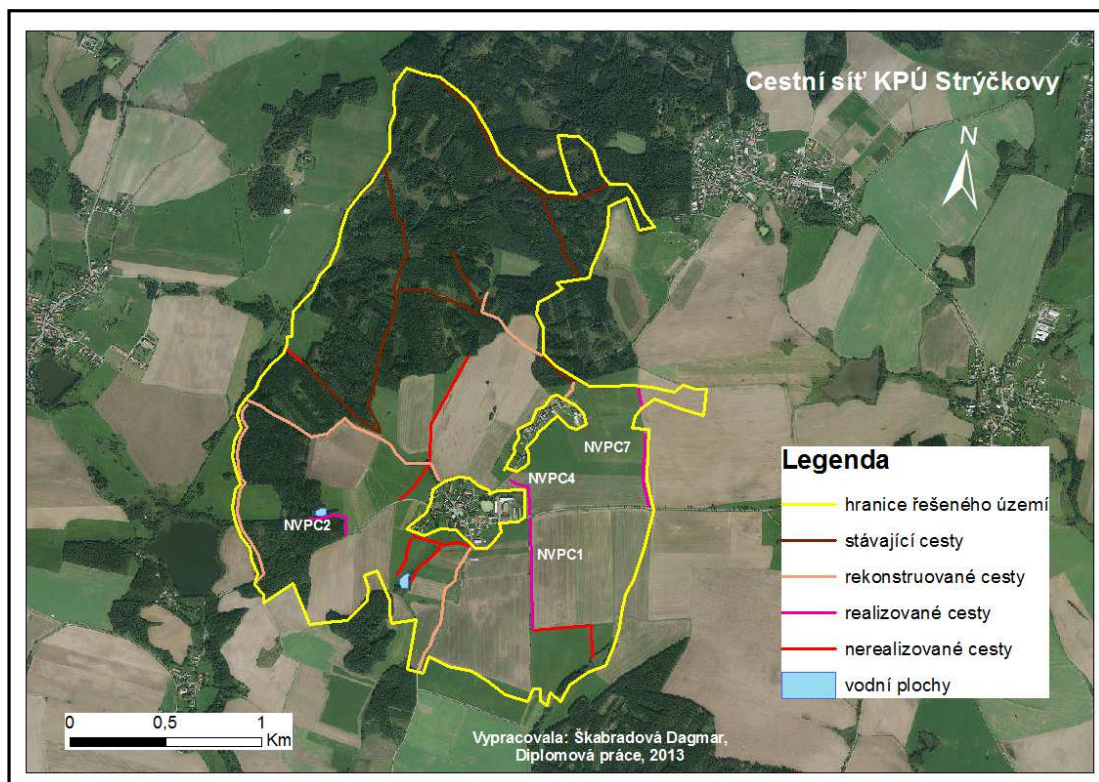 Cestní síť KPÚ Strýčkovy
N
NVPC7
NVPC4
NVPC2
NVPC1
Legenda
hranice řešeného území
stávající cesty
rekonstruované cesty
realizované cesty
nerealizované cesty
vodní plochy
0 0,5 1
Km
Vypracovala: Škabradová Dagmar,
Diplomová práce, 2013